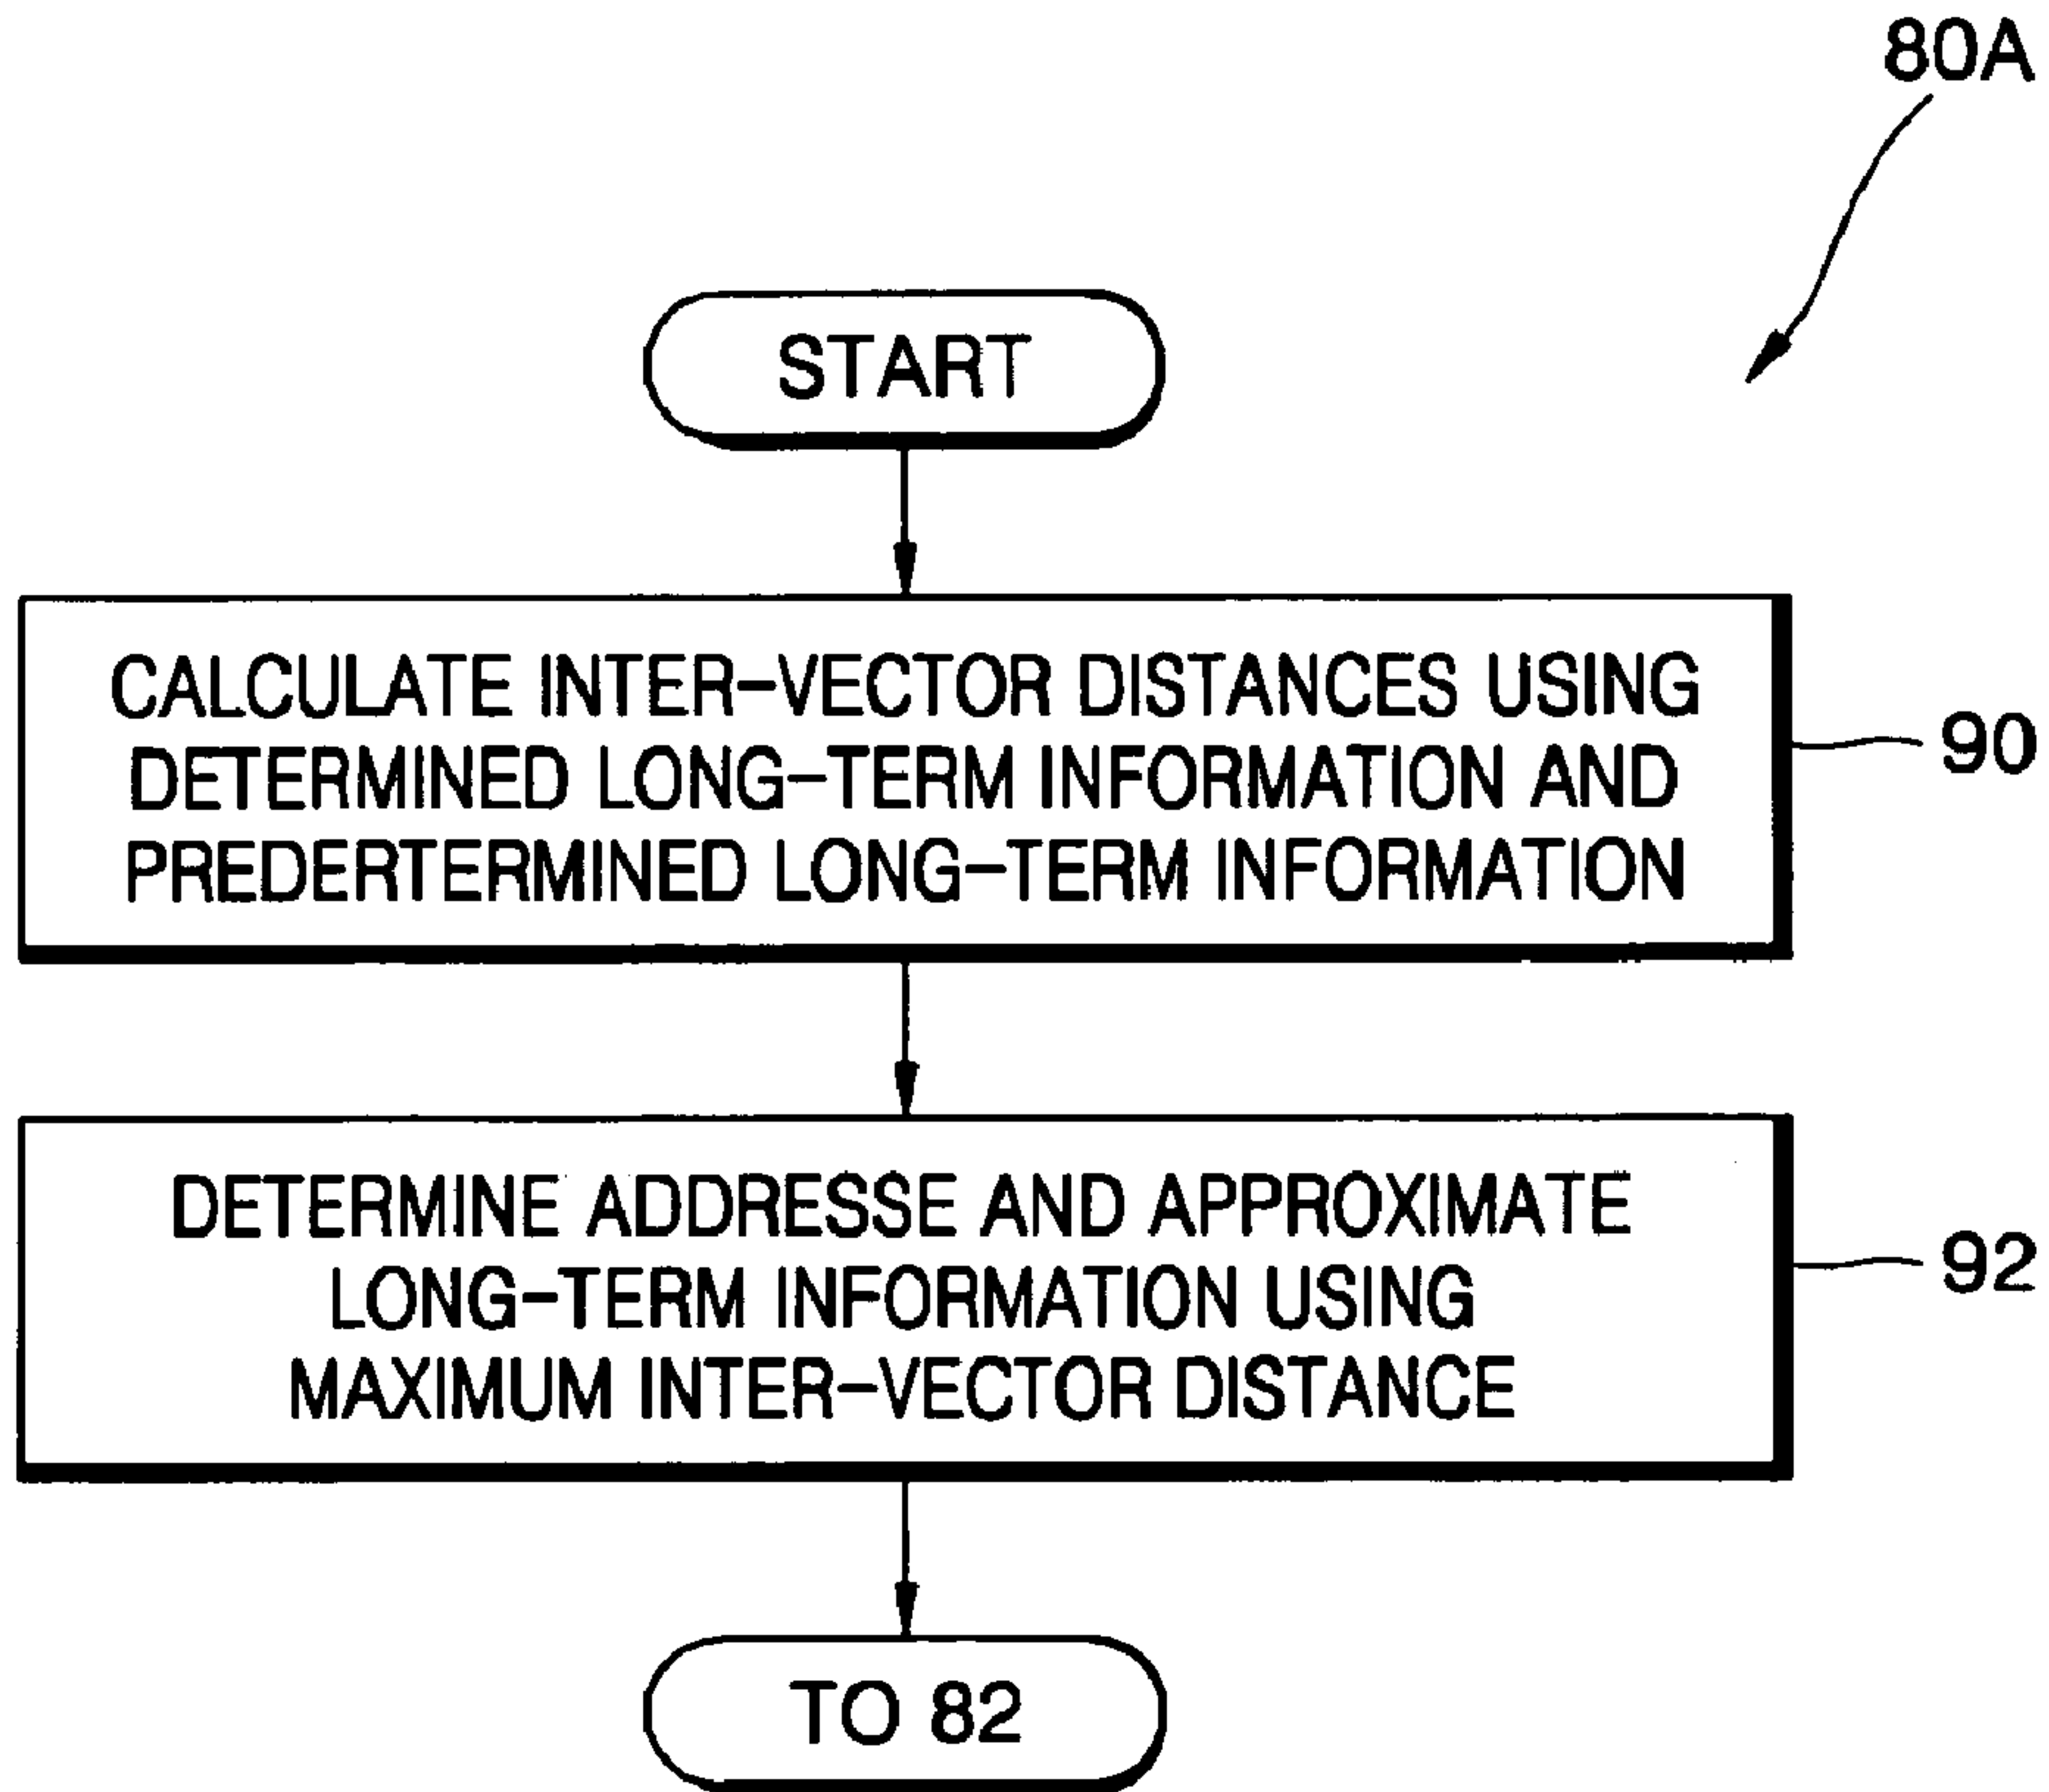 80A
START
CALCULATE INTER-VECTOR DISTANCES USING
DETERMINED LONG-TERM INFORMATION AND
PREDERTERMINED LONG-TERM INFORMATION
90
DETERMINE ADDRESSE AND APPROXIMATE
LONG-TERM INFORMATION USING
MAXIMUM INTER-VECTOR DISTANCE
92
TO 82